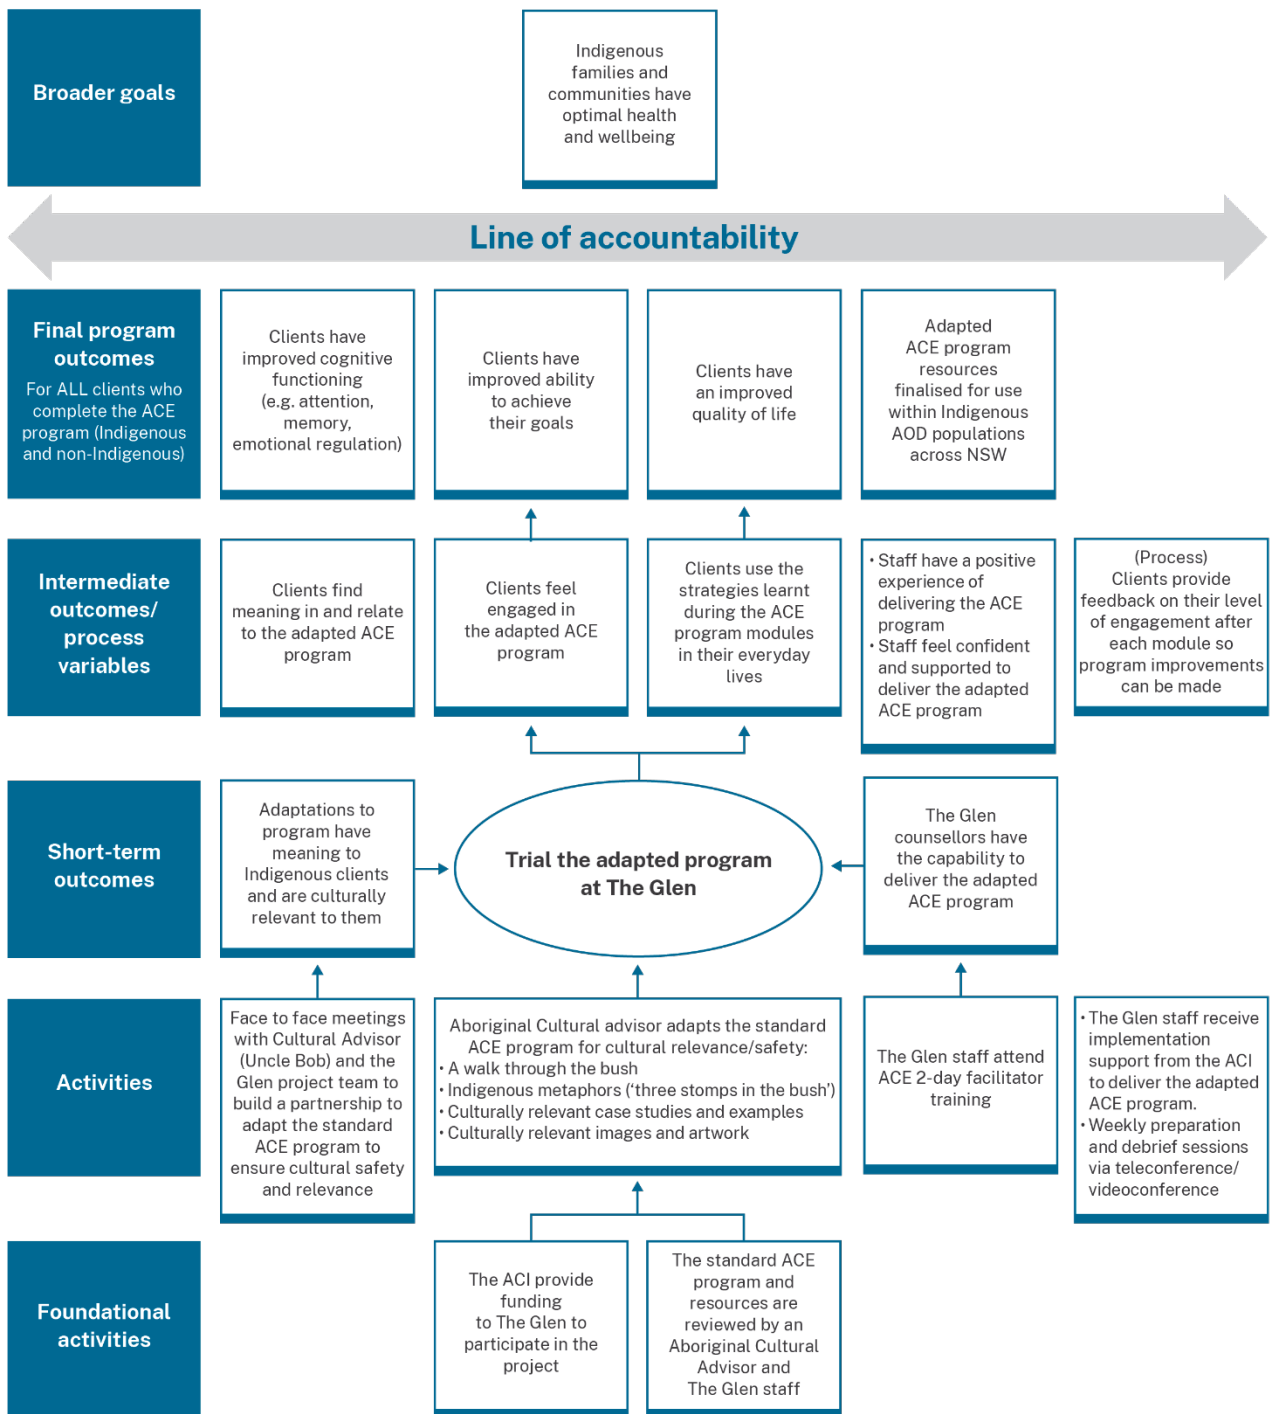 Broader goals
Indigenous
families and
communities have
optimal health
and wellbeing
Line of accountability
Final program
outcomes
For ALL clients who
complete the ACE
program (Indigenous
and non-Indigenous)
Clients have
improved cognitive
functioning
(e.g. attention,
memory,
emotional regulation)
Clients have
improved ability
to achieve
their goals
Clients have
an improved
quality of life
Adapted
ACE program
resources
finalised for use
within Indigenous
AOD populations
across NSW
Intermediate
outcomes/
process
variables
Clients find
meaning in and relate
to the adapted ACE
program
Clients feel
engaged in
the adapted ACE
program
Clients use the
strategies learnt
during the ACE
program modules
in their everyday
lives
• Staff have a positive
experience of
delivering the ACE
program
• Staff feel confident
and supported to
deliver the adapted
ACE program
(Process)
Clients provide
feedback on their level
of engagement after
each module so
program improvements
can be made
Short-term
outcomes
Adaptations to
program have
meaning to
Indigenous clients
and are culturally
relevant to them
Trial the adapted program
at The Glen
The Glen
counsellors have
the capability to
deliver the adapted
ACE program
Activities
Face to face meetings
with Cultural Advisor
(Uncle Bob) and the
Glen project team to
build a partnership to
adapt the standard
ACE program to
ensure cultural safety
and relevance
Aboriginal Cultural advisor adapts the standard
ACE program for cultural relevance/safety:
• A walk through the bush
• Indigenous metaphors (‘three stomps in the bush’)
• Culturally relevant case studies and examples
• Culturally relevant images and artwork
The Glen staff attend
ACE 2-day facilitator
training
• The Glen staff receive
implementation
support from the ACI
to deliver the adapted
ACE program.
• Weekly preparation
and debrief sessions
via teleconference/
videoconference
Foundational
activities
The ACI provide
funding
to The Glen to
participate in the
project
The standard ACE
program and
resources are
reviewed by an
Aboriginal Cultural
Advisor and
The Glen staff